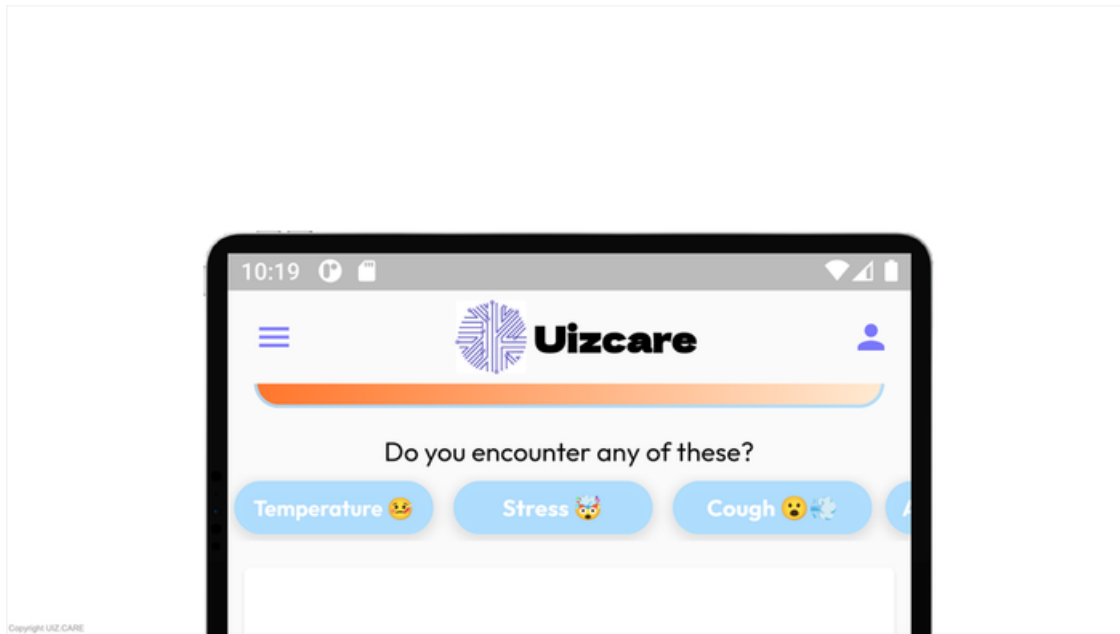 10:19
Uizcare
Do you encounter any of these?
Temperature 🤒
Stress 🤯
Cough 😮💨
A
Copyright UIZ.CARE